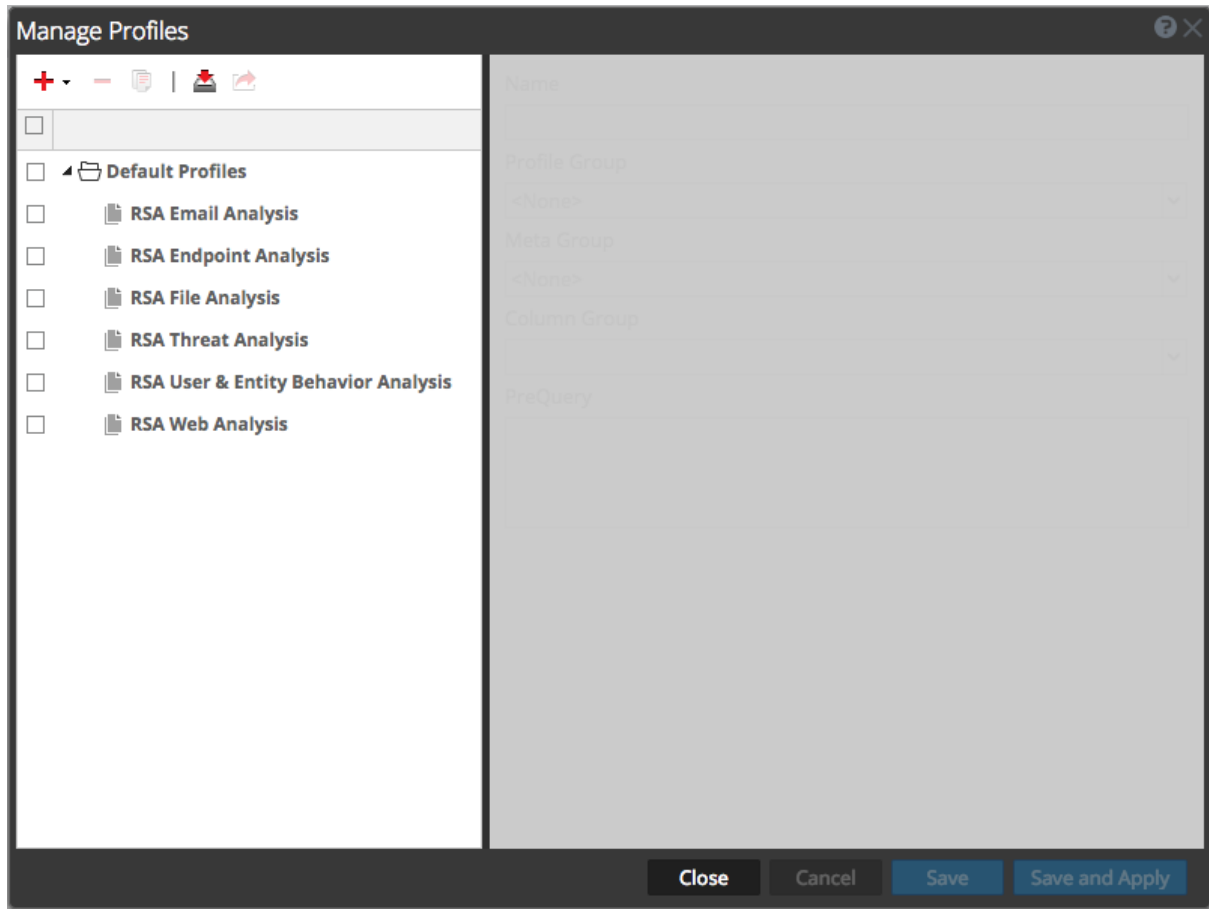 Manage Profiles
Default Profiles
RSA Email Analysis
RSA Endpoint Analysis
RSA File Analysis
RSA Threat Analysis
RSA User & Entity Behavior Analysis
RSA Web Analysis
Name
Profile Group
<None>
Meta Group
<None>
Column Group
PreQuery
Close Cancel Save Save and Apply